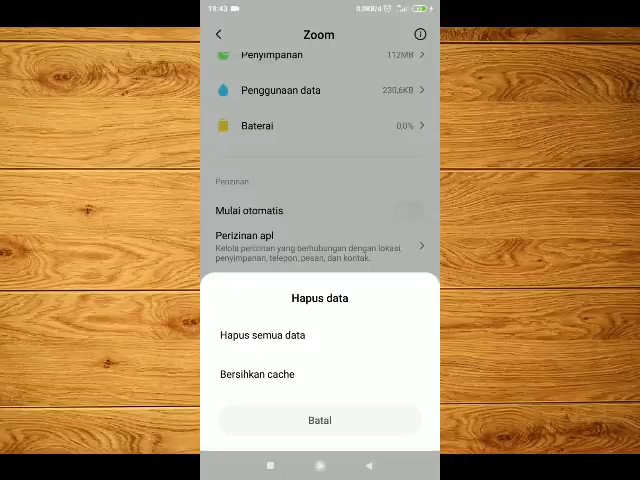 19:43 0,0KB/d
Zoom
Penyimpanan 112MB
Penggunaan data 230,6KB
Baterai 0,0%
Perizinan
Mulai otomatis
Perizinan apl
Kelola perizinan yang berhubungan dengan lokasi,
penyimpanan, telepon, pesan, dan kontak.
Hapus data
Hapus semua data
Bersihkan cache
Batal